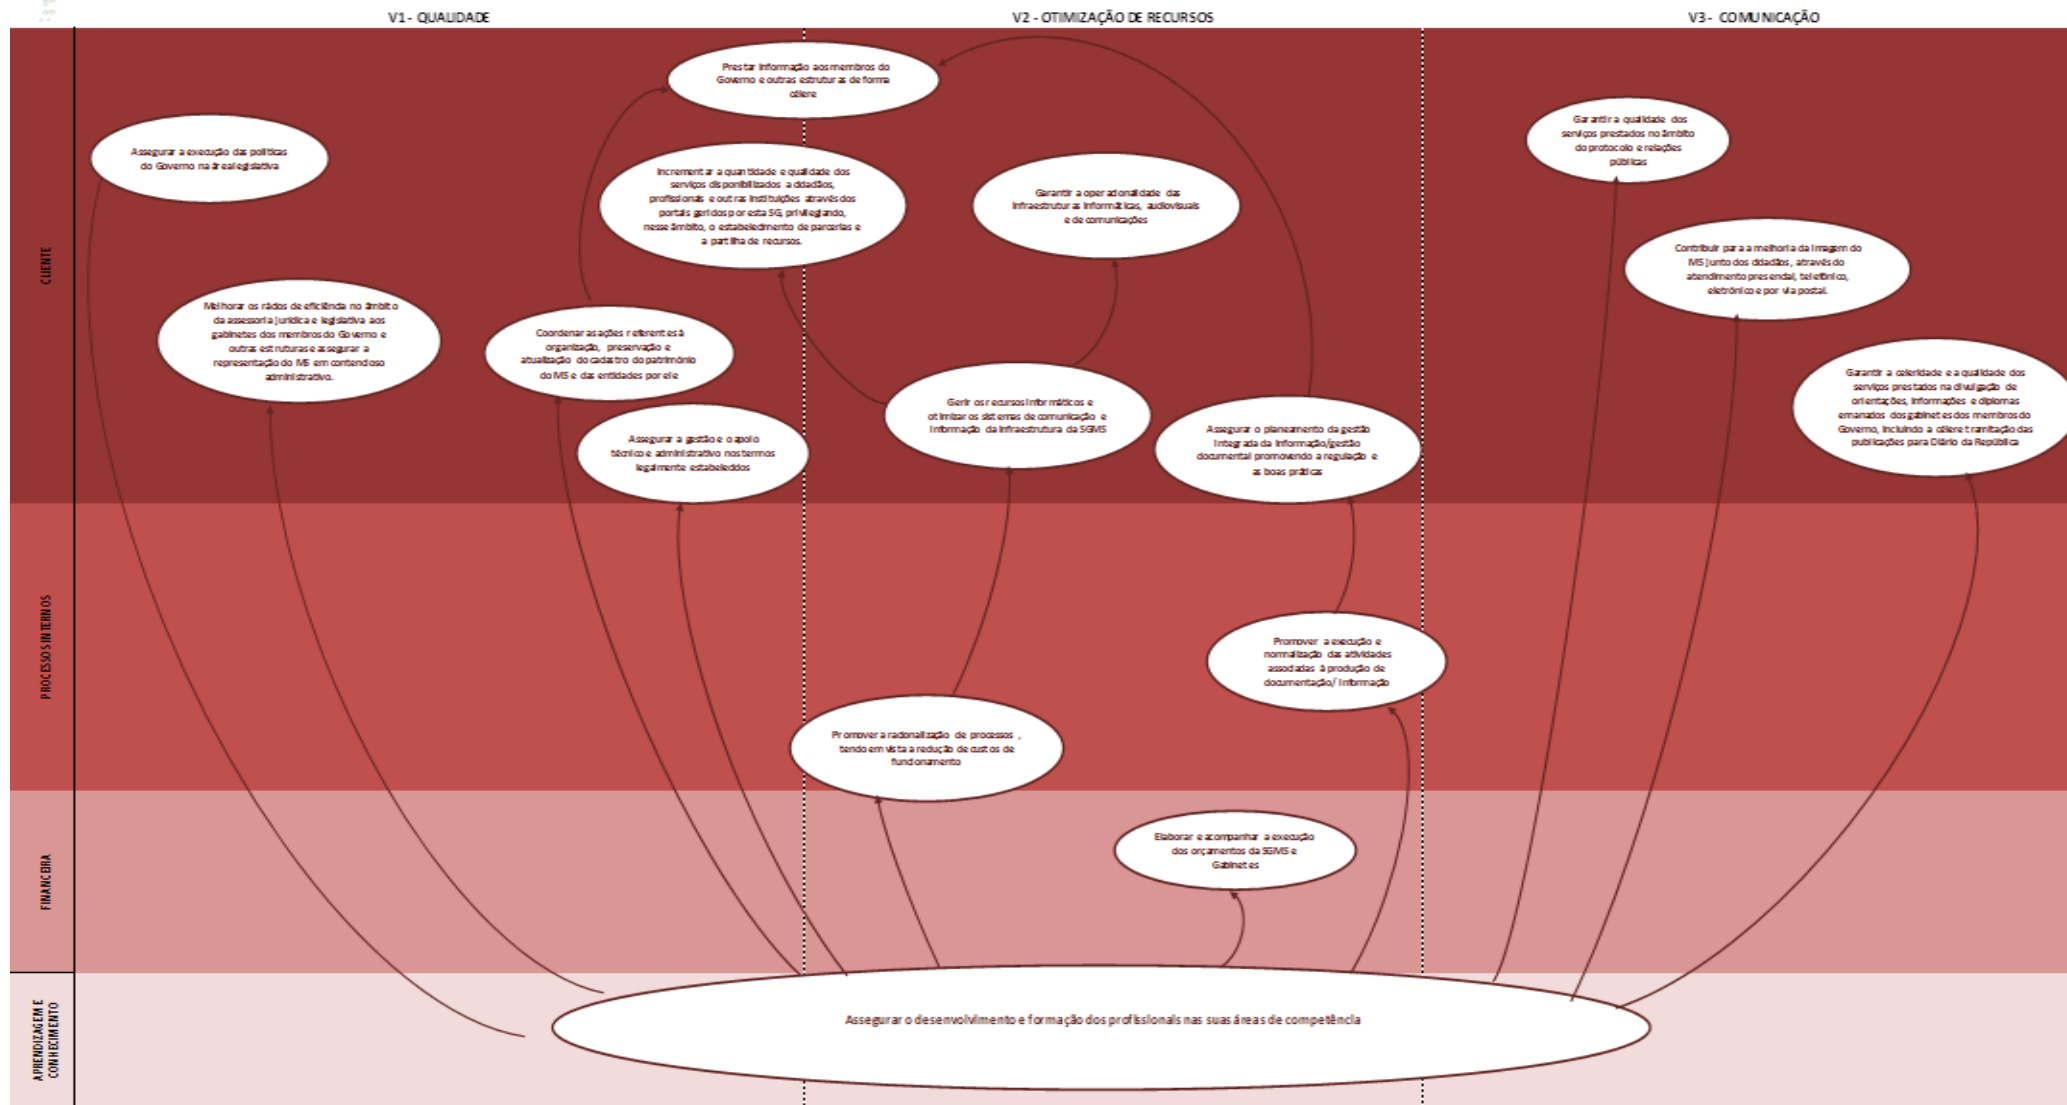 V1 - QUALIDADE
V2 - OTIMIZAÇÃO DE RECURSOS
V3 - COMUNICAÇÃO
CLIENTE
Prestar informação aos membros do
Governo e outras estruturas de forma
célere
Assegurar a execução das políticas
do Governo na área legislativa
Incrementar a quantidade e qualidade dos
serviços disponibilizados a cidadãos,
profissionais e outras instituições através dos
portais geridos por esta SG, privilegiando,
nesse âmbito, o estabelecimento de parcerias e
a partilha de recursos.
Garantir a operacionalidade das
infraestruturas informáticas, audiovisuais
e de comunicações
Garantir a qualidade dos
serviços prestados no âmbito
do protocolo e relações
públicas
Contribuir para a melhoria da imagem do
MS junto dos cidadãos, através do
atendimento presencial, telefónico,
eletrónico e por via postal.
Melhorar os rácios de eficiência no âmbito
da assessoria jurídica e legislativa aos
gabinetes dos membros do Governo e
outras estruturas e assegurar a
representação do MS em contencioso
administrativo.
Coordenar as ações referentes à
organização, preservação e
atualização do cadastro do património
do MS e das entidades por ele
Gerir os recursos informáticos e
otimizar os sistemas de comunicação e
informação da infraestrutura da SGMS
Garantir a celeridade e a qualidade dos
serviços prestados na divulgação de
orientações, informações e diplomas
emanados dos gabinetes dos membros do
Governo, incluindo a célere tramitação das
publicações para Diário da República
Assegurar a gestão e o apoio
técnico e administrativo nos termos
legalmente estabelecidos
Assegurar o planeamento da gestão
integrada da informação/gestão
documental promovendo a regulação e
as boas práticas
PROCESSOS INTERNOS
Promover a execução e
normalização das atividades
associadas à produção de
documentação/ informação
Promover a racionalização de processos ,
tendo em vista a redução de custos de
funcionamento
FINANCEIRA
Elaborar e acompanhar a execução
dos orçamentos da SGMS e
Gabinetes
APRENDIZAGEM E
CONHECIMENTO
Assegurar o desenvolvimento e formação dos profissionais nas suas áreas de competência